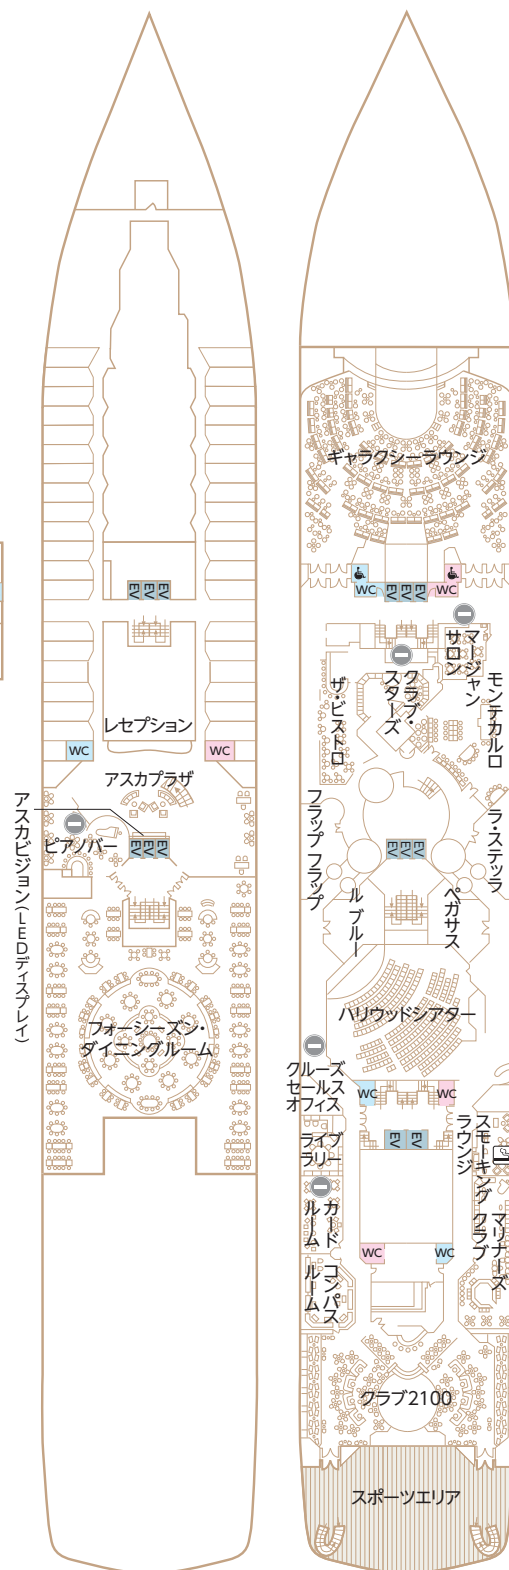 EV EV EV
レセプション
WC
WC
アスカプラザ
アスカビジョン(LEDディスプレイ)
ピアノバー
EV EV EV
フォーシーズン・
ダイニングルーム
ギャラクシーラウンジ
WC
EV EV EV
WC
マージャン
サロン
クラブ・
スターズ
ザ・ビストロ
モンテカルロ
フラップ フラップ
EV EV EV
ラ・ステッラ
ル ブルー
ペガサス
ハリウッドシアター
クルーズ
セールス
オフィス
WC
WC
ライブ
ラリー
EV EV
スモーキング
ラウンジ
カード
ルーム
マリナーズ
クラブ
WC
WC
コンパス
ルーム
クラブ2100
スポーツエリア